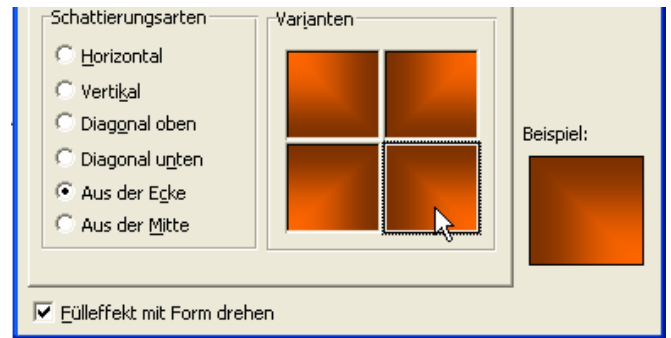 Schattierungsarten
Varianten
Horizontal
Vertikal
Diagonal oben
Diagonal unten
Aus der Ecke
Aus der Mitte
Beispiel:
Fülleffekt mit Form drehen